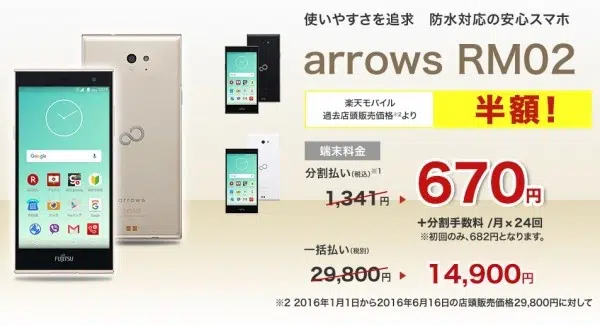 使いやすさを追求 防水対応の安心スマホ
arrows RM02
楽天モバイル
過去店頭販売価格※2より
半額!
端末料金
分割払い(税込)※1
1,341円
670円
+分割手数料 /月×24回
※初回のみ、682円となります。
一括払い(税別)
29,800円
14,900円
※2 2016年1月1日から2016年6月16日の店頭販売価格29,800円に対して
arrows
Google
FUJITSU